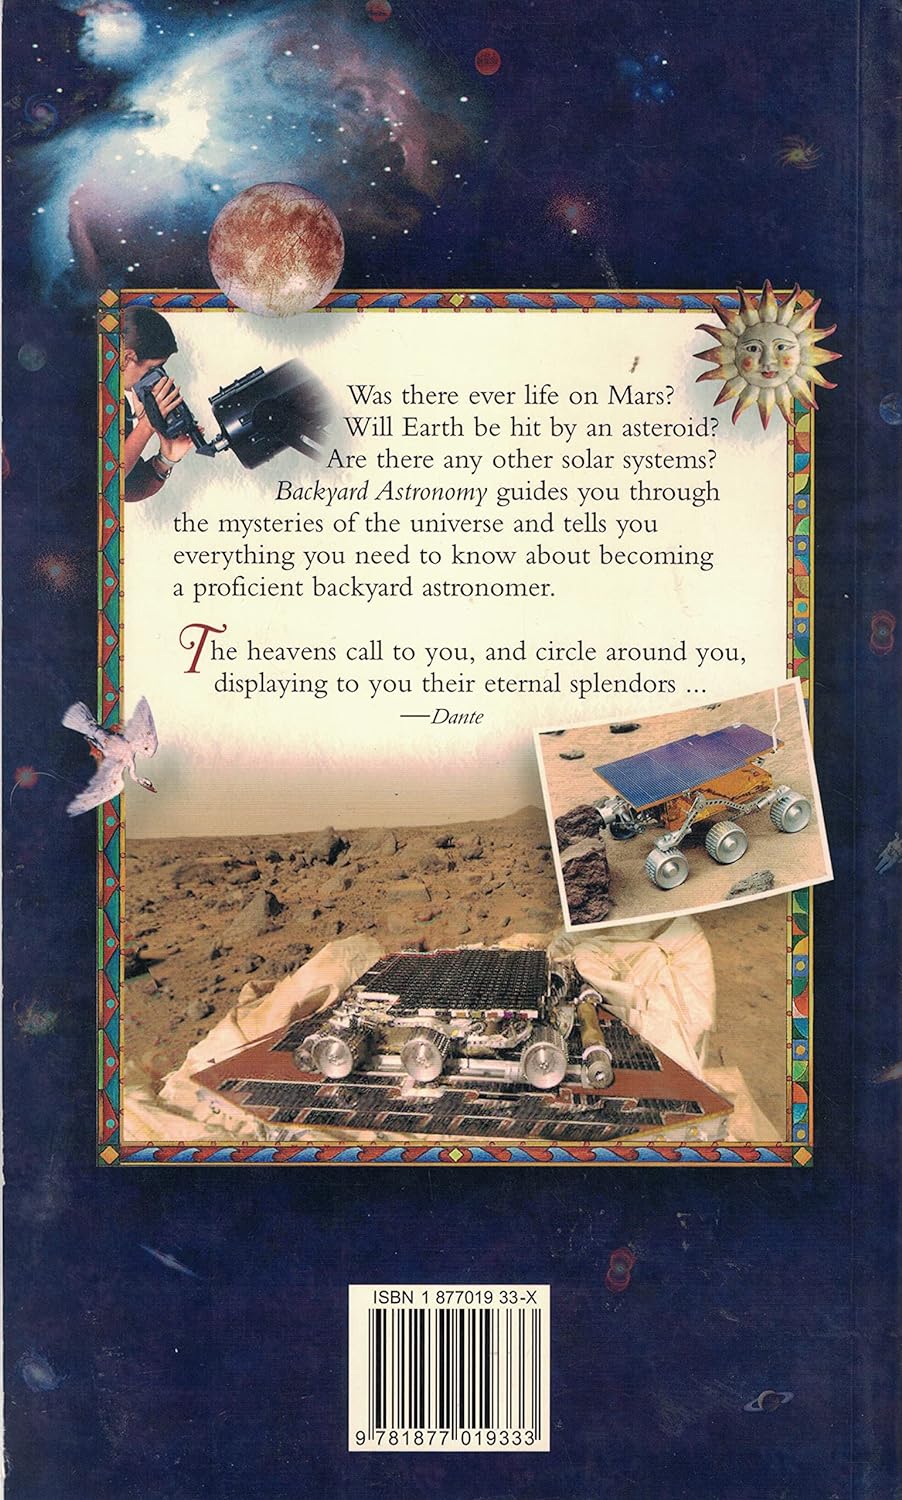 Was there ever life on Mars?
Will Earth be hit by an asteroid?
Are there any other solar systems?
Backyard Astronomy guides you through
the mysteries of the universe and tells you
everything you need to know about becoming
a proficient backyard astronomer.
The heavens call to you, and circle around you,
displaying to you their eternal splendors ...
—Dante
ISBN 1 877019 33-X
9 781877 019333